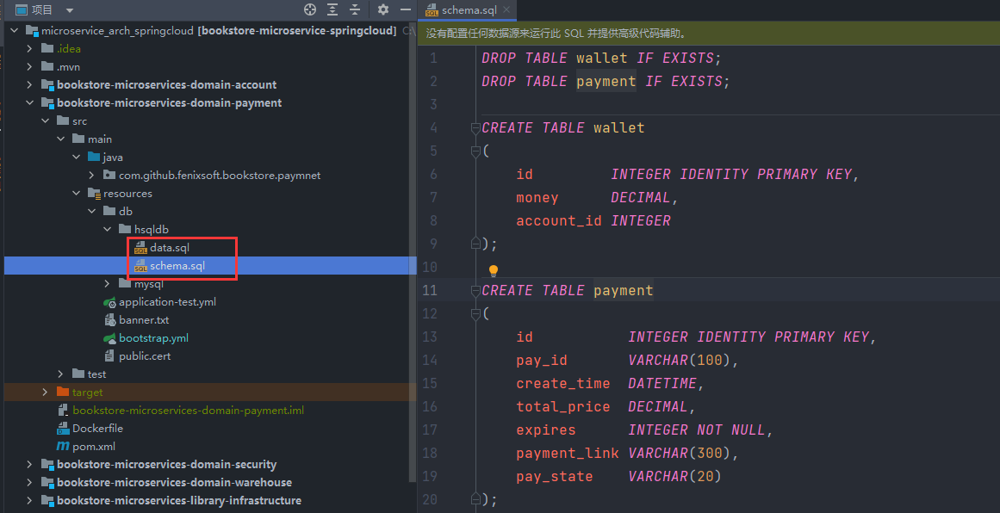 项目
microservice_arch_springcloud [bookstore-microservice-springcloud] C:\
.idea
.mvn
bookstore-microservices-domain-account
bookstore-microservices-domain-payment
src
main
java
com.github.fenixsoft.bookstore.paymnet
resources
db
hsqldb
data.sql
schema.sql
mysql
application-test.yml
banner.txt
bootstrap.yml
public.cert
test
target
bookstore-microservices-domain-payment.iml
Dockerfile
pom.xml
bookstore-microservices-domain-security
bookstore-microservices-domain-warehouse
bookstore-microservices-library-infrastructure
schema.sql
没有配置任何数据源来运行此 SQL 并提供高级代码辅助。
1 DROP TABLE wallet IF EXISTS;
2 DROP TABLE payment IF EXISTS;
3
4 CREATE TABLE wallet
5 (
6 id INTEGER IDENTITY PRIMARY KEY,
7 money DECIMAL,
8 account_id INTEGER
9 );
10
11 CREATE TABLE payment
12 (
13 id INTEGER IDENTITY PRIMARY KEY,
14 pay_id VARCHAR(100),
15 create_time DATETIME,
16 total_price DECIMAL,
17 expires INTEGER NOT NULL,
18 payment_link VARCHAR(300),
19 pay_state VARCHAR(20)
20 );